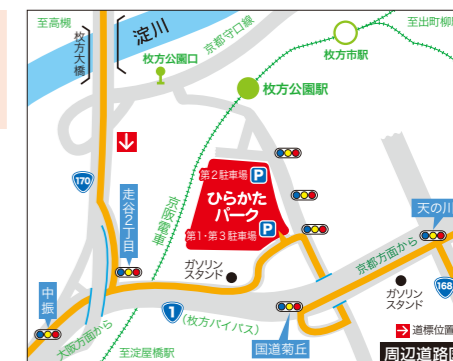 至高槻
淀川
京都守口線
至出町柳
枚方大橋
枚方公園口
枚方市駅
枚方公園駅
170
第2駐車場 P
ひらかた
パーク
第1・第3駐車場 P
走谷2丁目
京阪電車
ガソリン
スタンド
天の川
京都方面から
168
ガソリン
スタンド
中振
1
(枚方バイパス)
大阪方面から
国道菊丘
至淀屋橋駅
道標位置
周辺道路